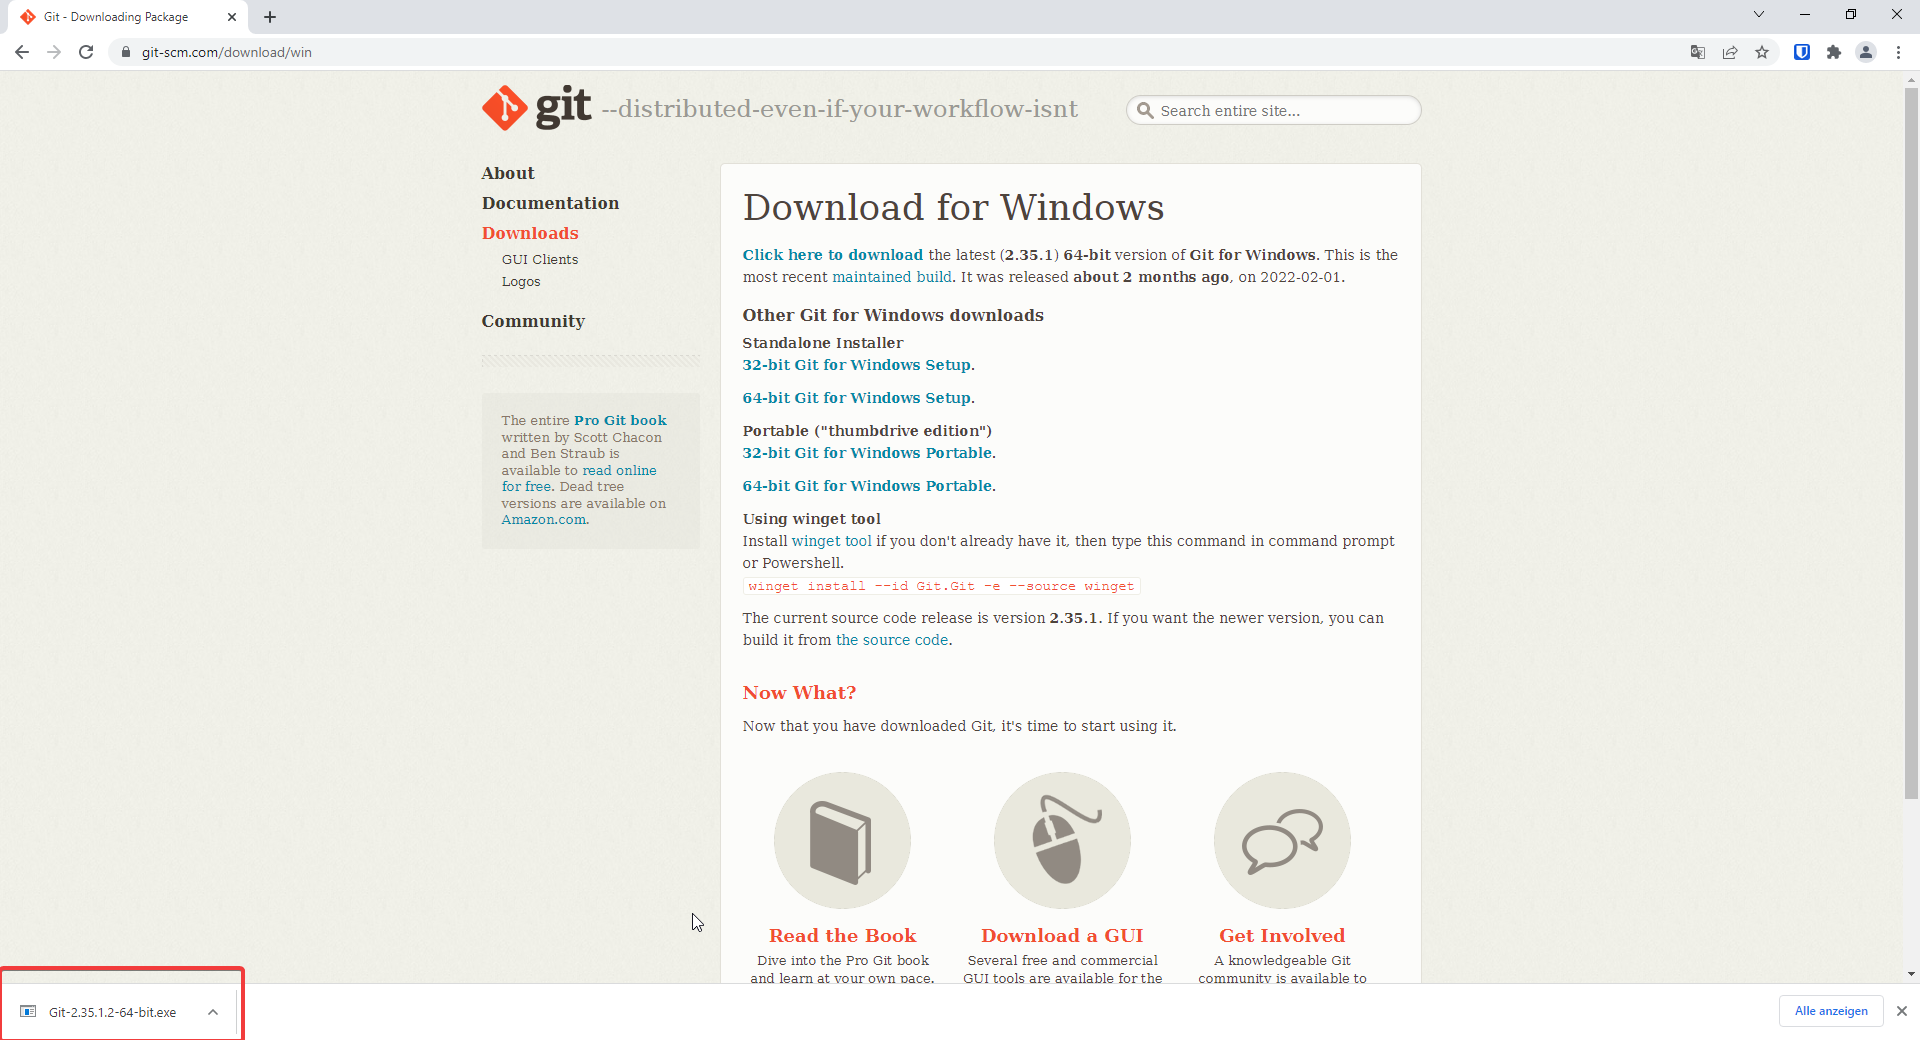 Git - Downloading Package
git-scm.com/download/win
git --distributed-even-if-your-workflow-isnt
Search entire site...
About
Documentation
Downloads
GUI Clients
Logos
Community
The entire Pro Git book
written by Scott Chacon
and Ben Straub is
available to read online
for free. Dead tree
versions are available on
Amazon.com.
Download for Windows
Click here to download the latest (2.35.1) 64-bit version of Git for Windows. This is the
most recent maintained build. It was released about 2 months ago, on 2022-02-01.
Other Git for Windows downloads
Standalone Installer
32-bit Git for Windows Setup.
64-bit Git for Windows Setup.
Portable ("thumbdrive edition")
32-bit Git for Windows Portable.
64-bit Git for Windows Portable.
Using winget tool
Install winget tool if you don't already have it, then type this command in command prompt
or Powershell.
winget install --id Git.Git -e --source winget
The current source code release is version 2.35.1. If you want the newer version, you can
build it from the source code.
Now What?
Now that you have downloaded Git, it's time to start using it.
Read the Book
Dive into the Pro Git book
and learn at your own pace.
Download a GUI
Several free and commercial
GUI tools are available for the
Get Involved
A knowledgeable Git
community is available to
Git-2.35.1.2-64-bit.exe
Alle anzeigen